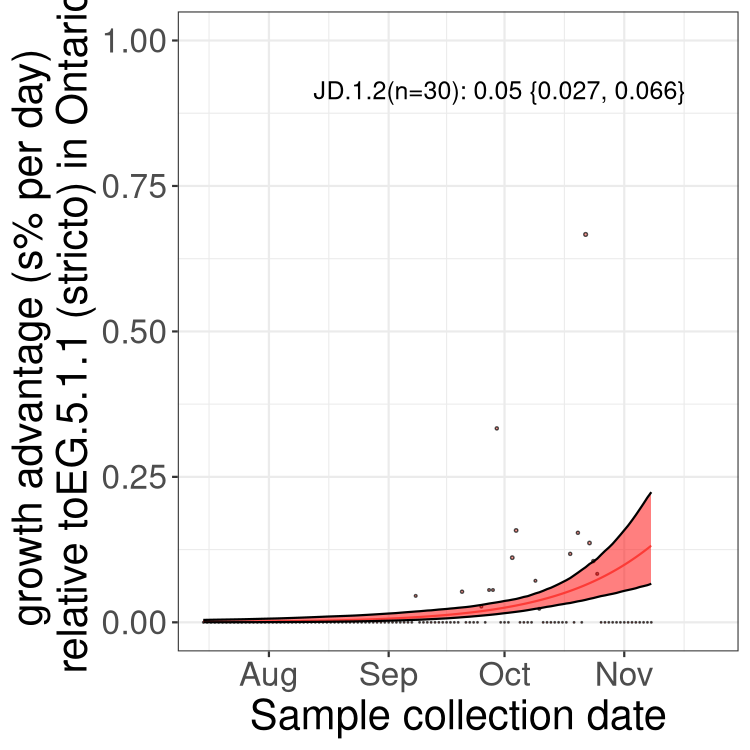 growth advantage (s% per day)
relative toEG.5.1.1 (stricto) in Ontario
1.00
0.75
0.50
0.25
0.00
JD.1.2(n=30): 0.05 {0.027, 0.066}
Aug
Sep
Oct
Nov
Sample collection date